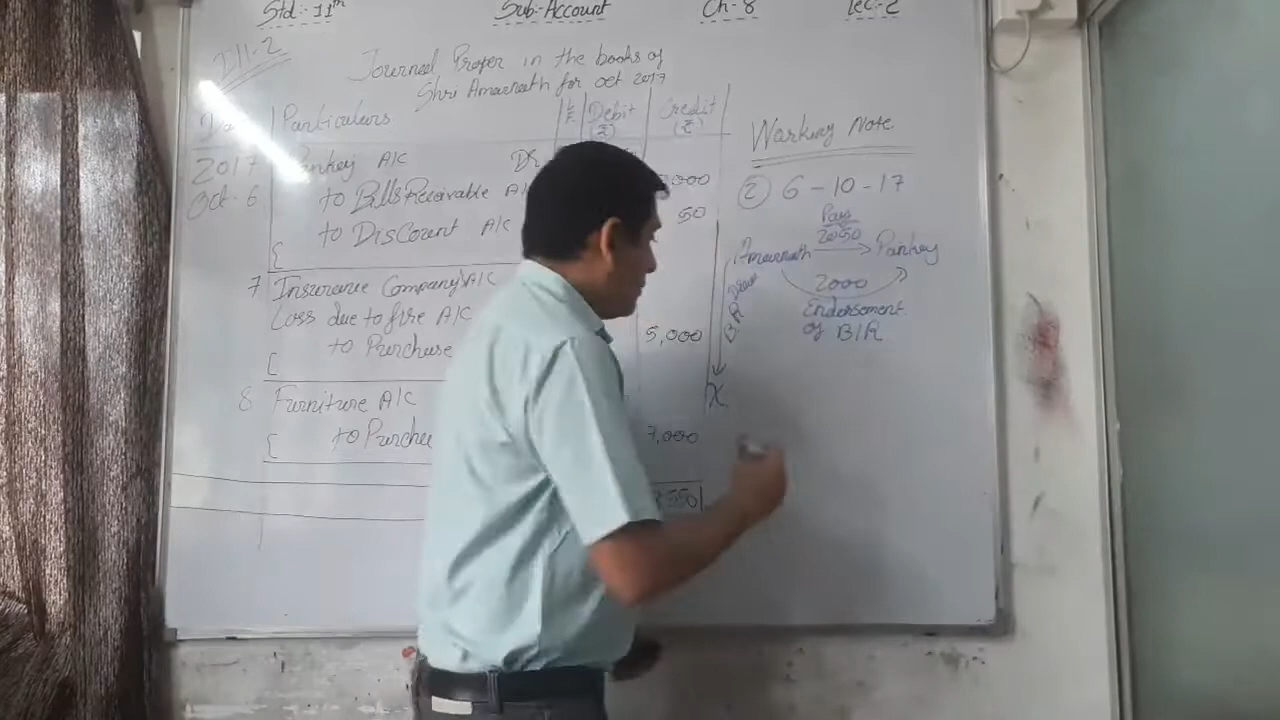 Std:- 11th Sub-Account Ch-8 Lec-2
Ill-2
Journal Proper in the books of
Shri Amarnath for Oct 2017
Particulars Debit (₹) Credit (₹)
2017 Pankaj A/C Dr
Oct-6 to Bills Receivable
to Discount A/C 50
7 Insurance Company's A/C
Loss due to fire A/C
to Purchase 5,000
8 Furniture A/C
to 7,000
Working Note
② 6-10-17
Pays
2050
Amarnath Pankaj
2000
Endorsement
of B/R
B/R Drawn
X